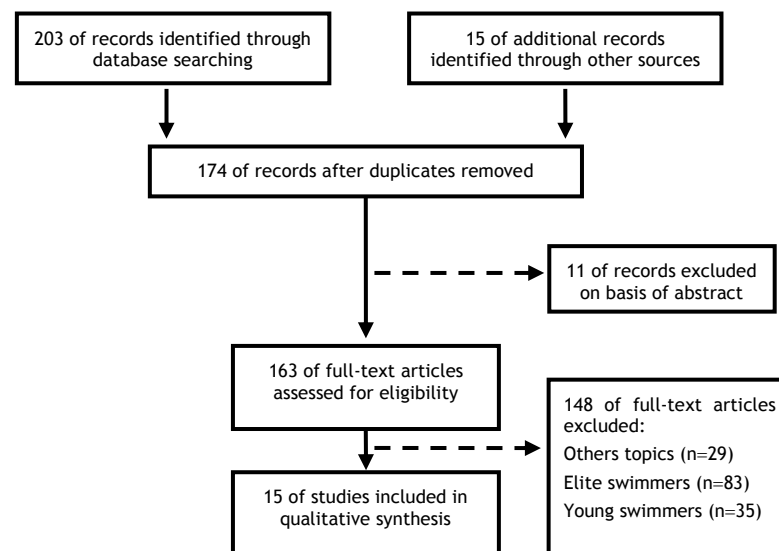 203 of records identified through
database searching
15 of additional records
identified through other sources
174 of records after duplicates removed
11 of records excluded
on basis of abstract
163 of full-text articles
assessed for eligibility
148 of full-text articles
excluded:
Others topics (n=29)
Elite swimmers (n=83)
Young swimmers (n=35)
15 of studies included in
qualitative synthesis